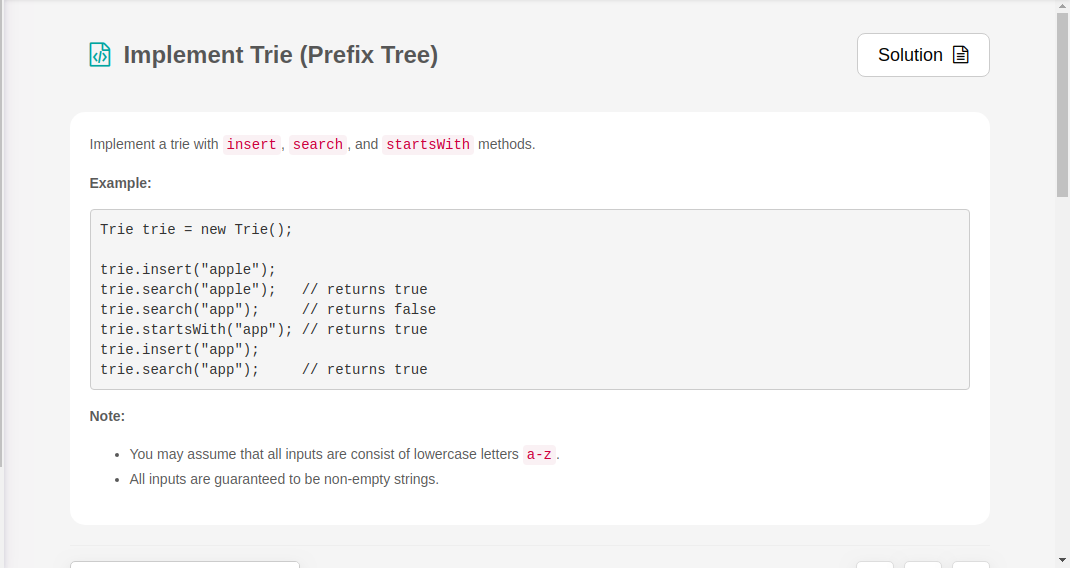 Implement Trie (Prefix Tree)
Solution
Implement a trie with insert, search, and startsWith methods.
Example:
Trie trie = new Trie();
trie.insert("apple");
trie.search("apple");   // returns true
trie.search("app");     // returns false
trie.startsWith("app"); // returns true
trie.insert("app");
trie.search("app");     // returns true
Note:
• You may assume that all inputs are consist of lowercase letters a-z.
• All inputs are guaranteed to be non-empty strings.